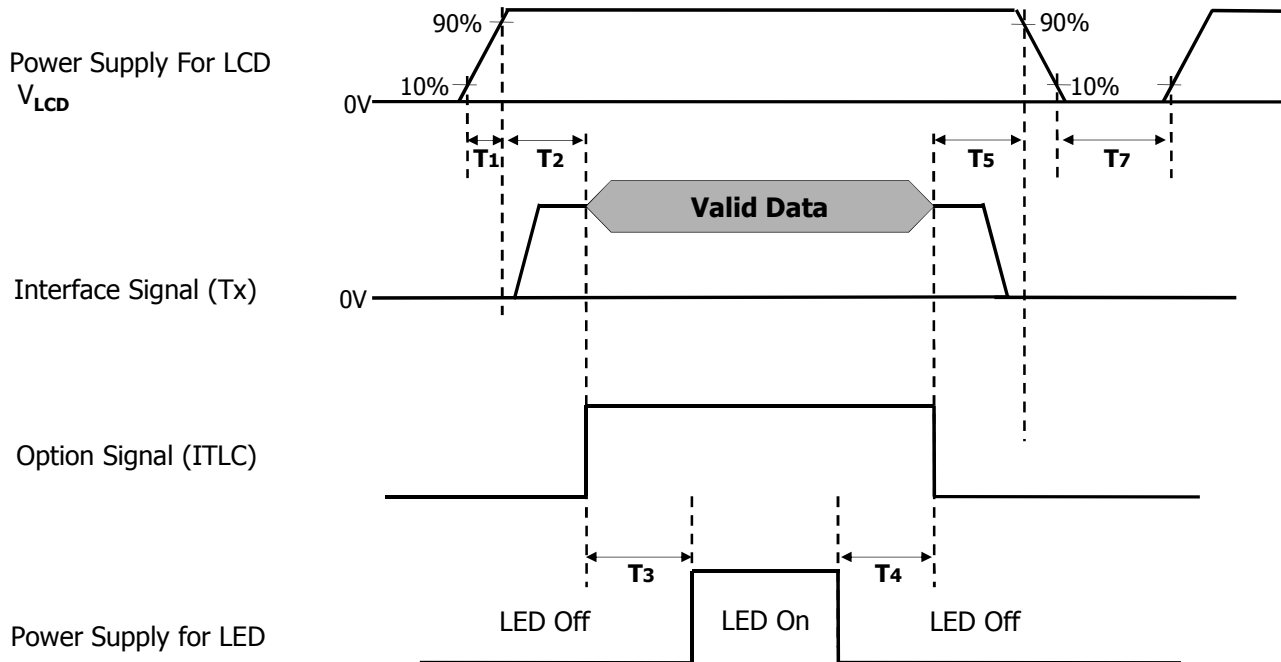 90%
90%
Power Supply For LCD
VLCD
10%
10%
0V
T1
T2
T5
T7
Valid Data
Interface Signal (Tx)
0V
Option Signal (ITLC)
T3
T4
LED Off
LED On
LED Off
Power Supply for LED